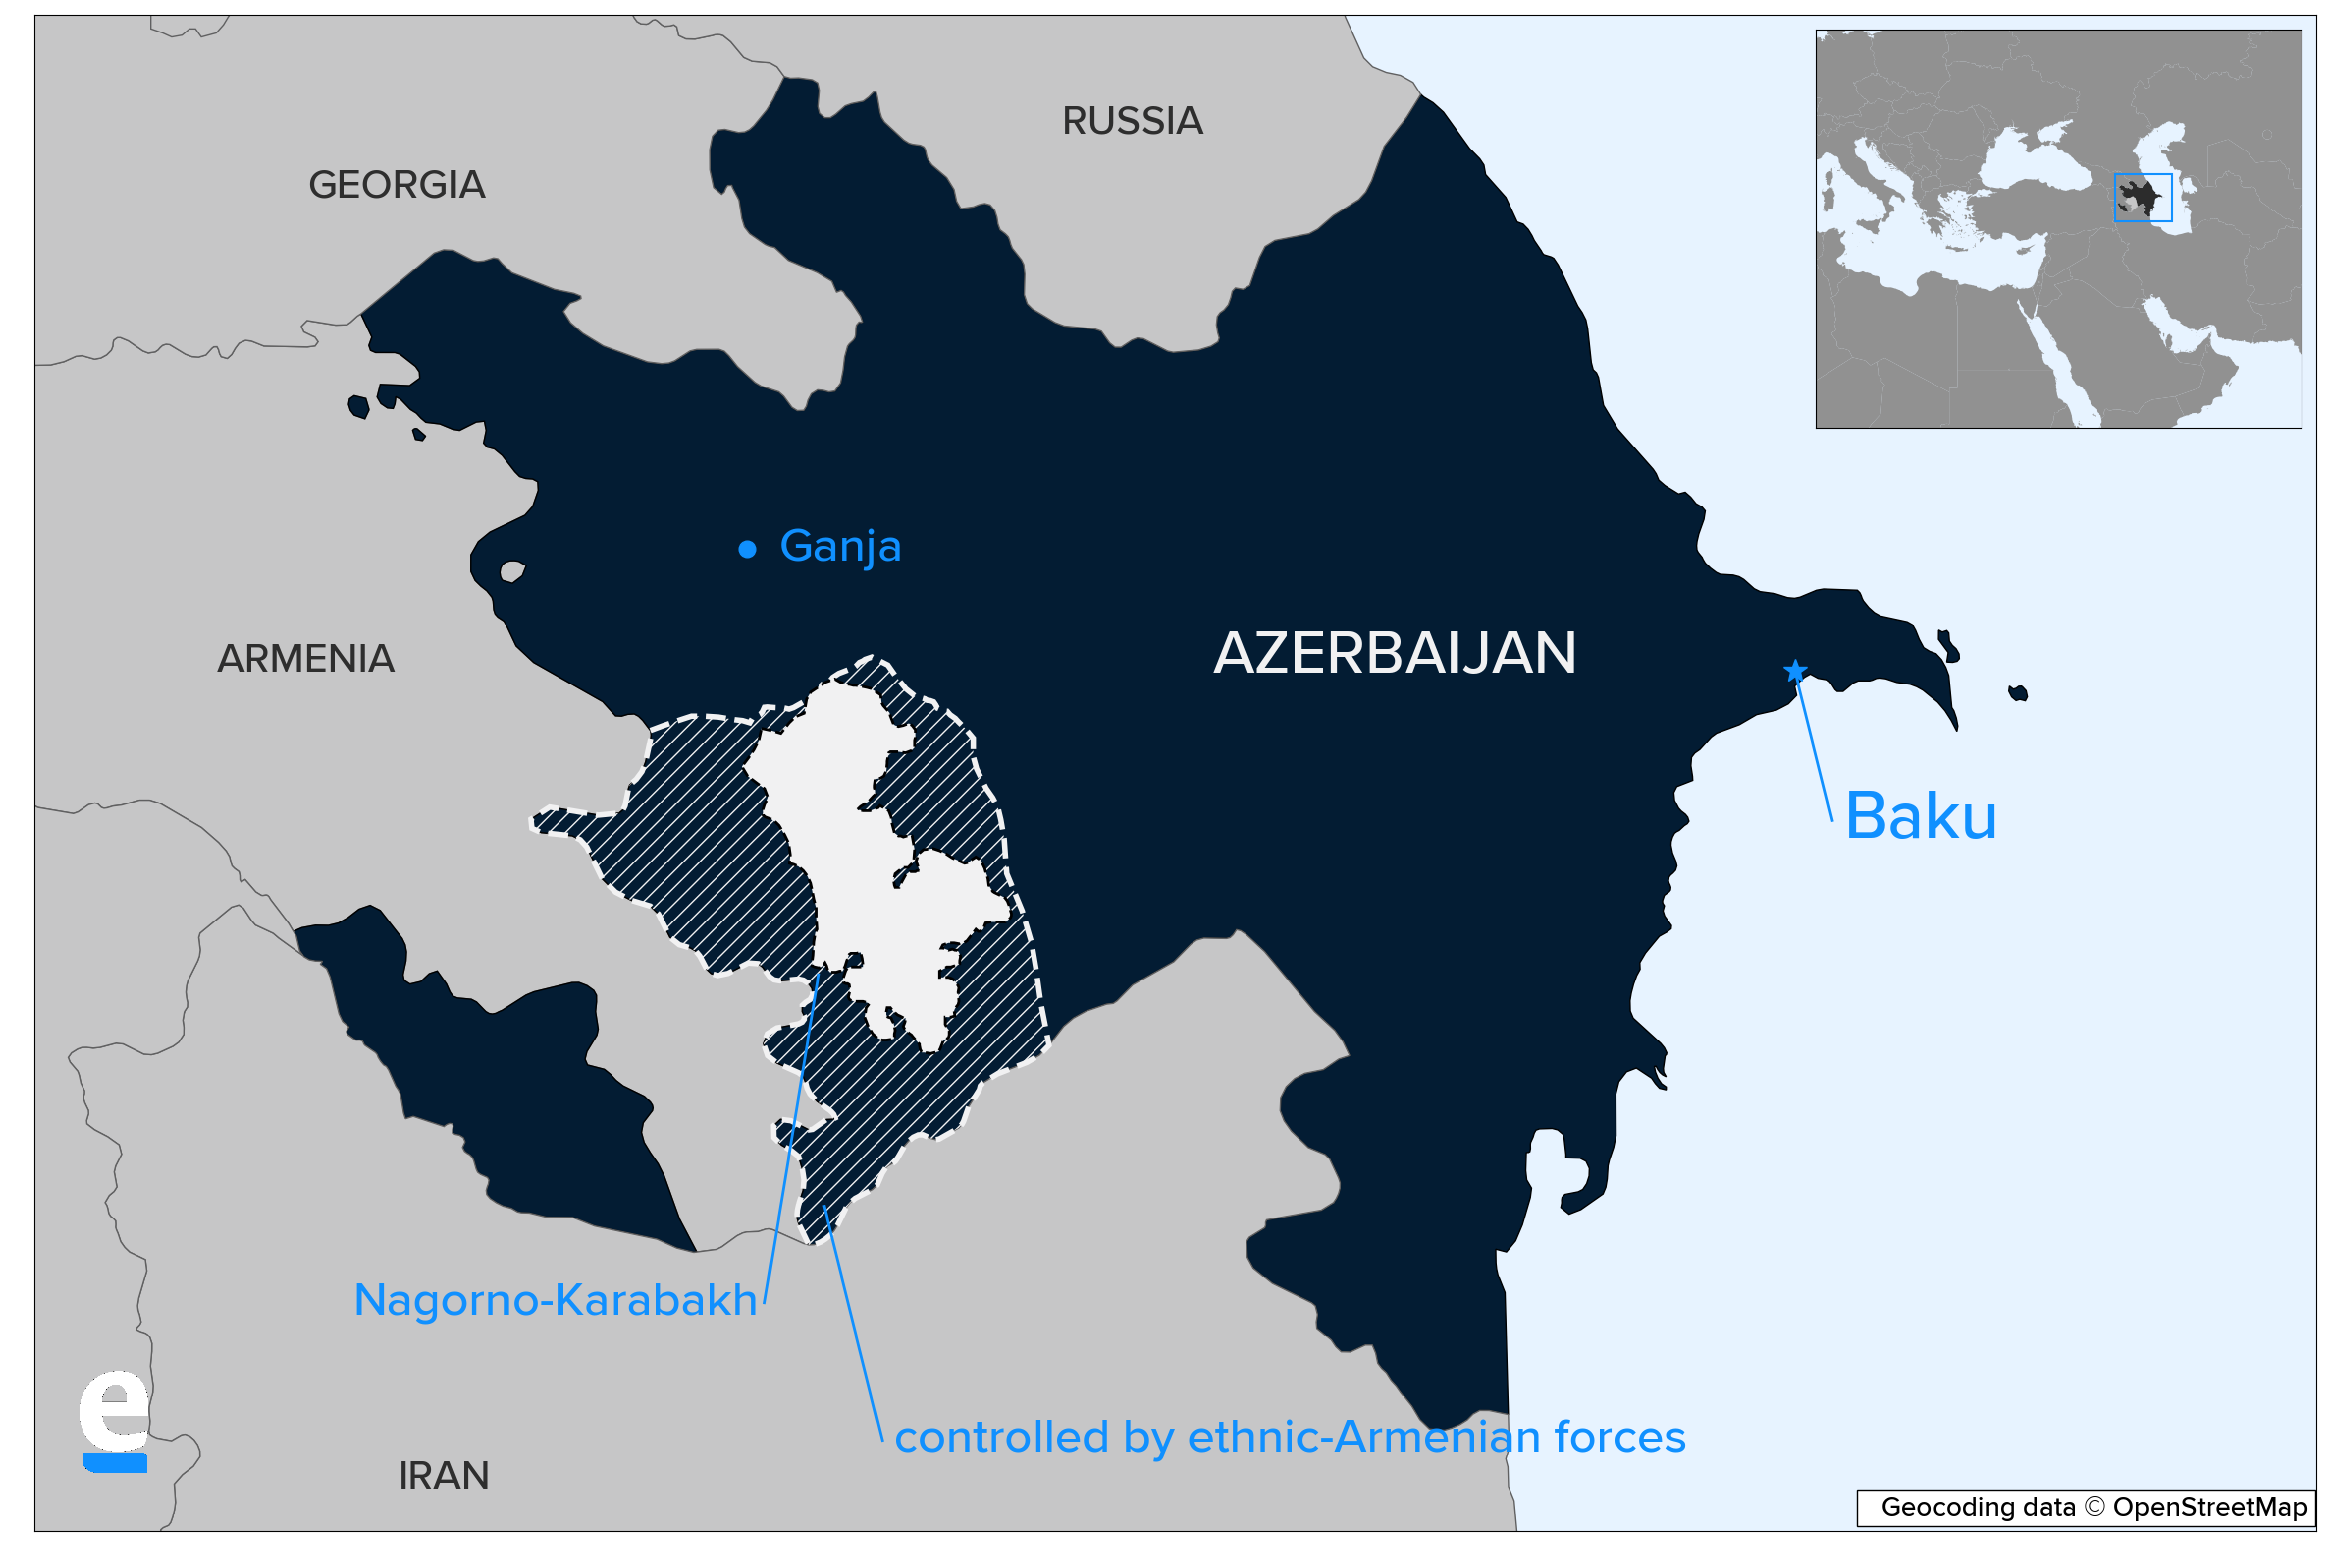 RUSSIA
GEORGIA
Ganja
AZERBAIJAN
ARMENIA
Baku
Nagorno-Karabakh
controlled by ethnic-Armenian forces
e
IRAN
Geocoding data © OpenStreetMap